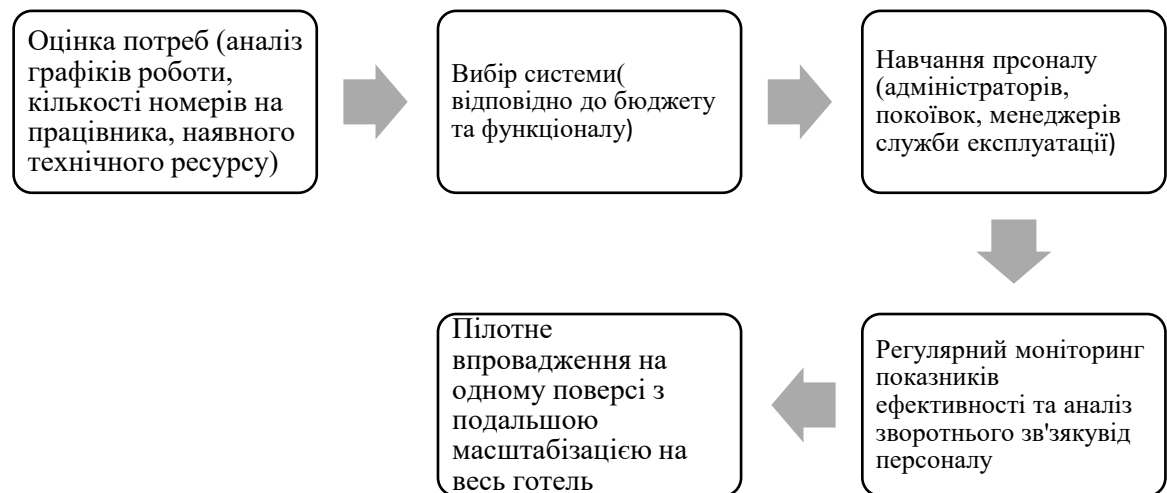 Оцінка потреб (аналіз
графіків роботи,
кількості номерів на
працівника, наявного
технічного ресурсу)
Вибір системи(
відповідно до бюджету
та функціоналу)
Навчання прсоналу
(адміністраторів,
покоївок, менеджерів
служби експлуатації)
Регулярний моніторинг
показників
ефективності та аналіз
зворотнього зв'язкувід
персоналу
Пілотне
впровадження на
одному поверсі з
подальшою
масштабізацією на
весь готель